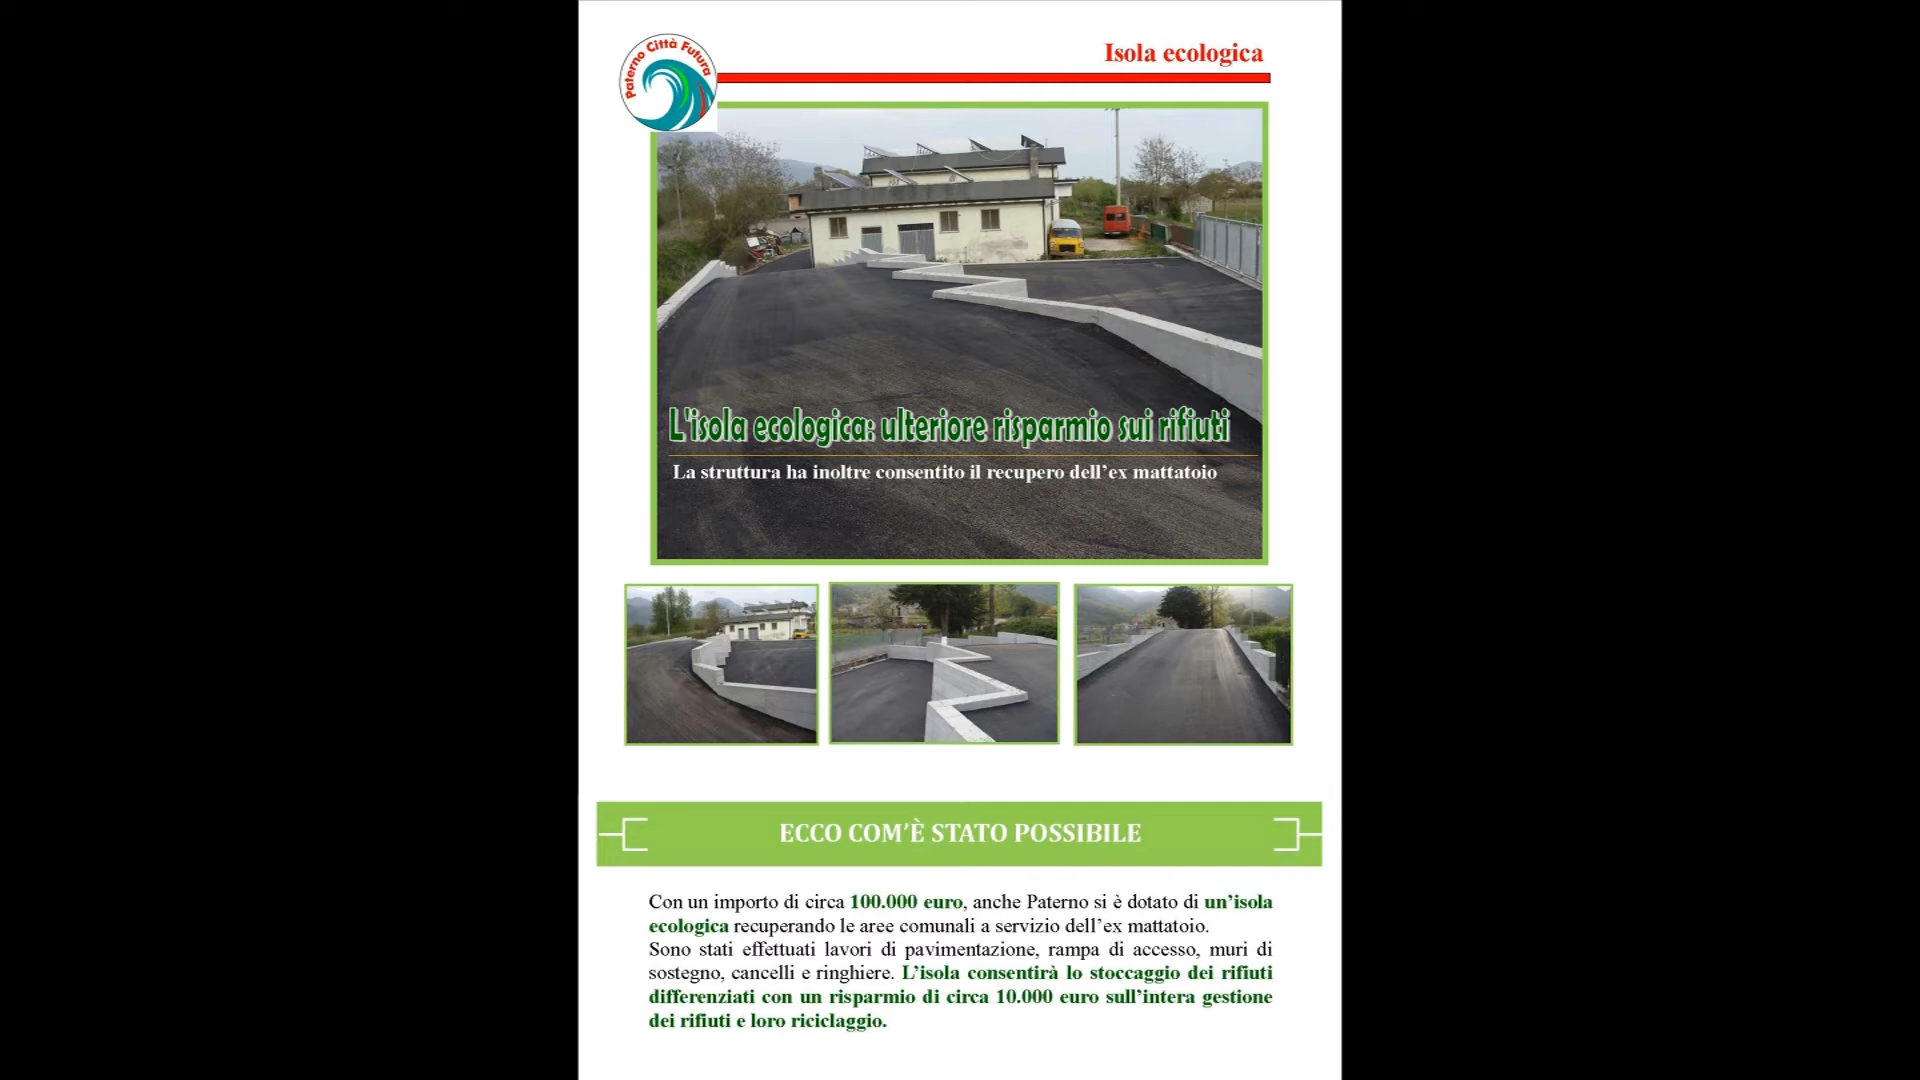 Paterno Città Futura
Isola ecologica
L'isola ecologica: ulteriore risparmio sui rifiuti
La struttura ha inoltre consentito il recupero dell’ex mattatoio
ECCO COM’È STATO POSSIBILE
Con un importo di circa 100.000 euro, anche Paterno si è dotato di un’isola
ecologica recuperando le aree comunali a servizio dell’ex mattatoio.
Sono stati effettuati lavori di pavimentazione, rampa di accesso, muri di
sostegno, cancelli e ringhiere. L’isola consentirà lo stoccaggio dei rifiuti
differenziati con un risparmio di circa 10.000 euro sull’intera gestione
dei rifiuti e loro riciclaggio.